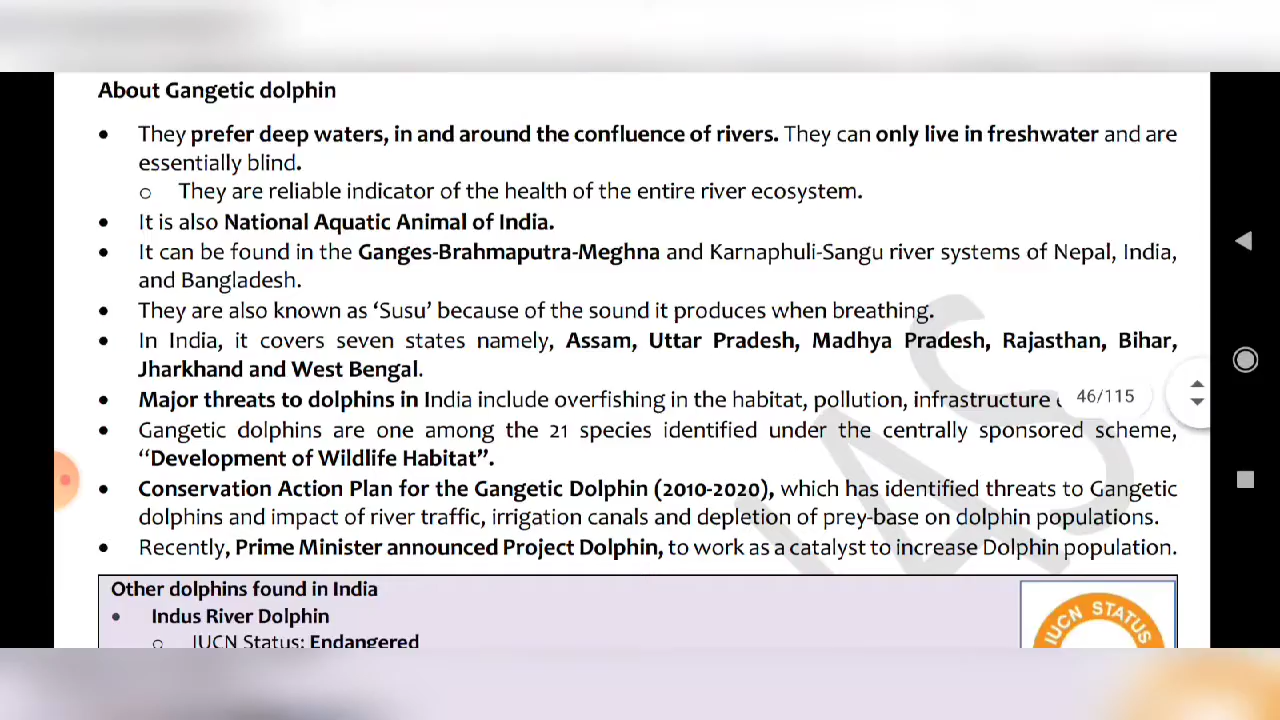 About Gangetic dolphin
• They prefer deep waters, in and around the confluence of rivers. They can only live in freshwater and are
essentially blind.
o They are reliable indicator of the health of the entire river ecosystem.
• It is also National Aquatic Animal of India.
• It can be found in the Ganges-Brahmaputra-Meghna and Karnaphuli-Sangu river systems of Nepal, India,
and Bangladesh.
• They are also known as ‘Susu’ because of the sound it produces when breathing.
• In India, it covers seven states namely, Assam, Uttar Pradesh, Madhya Pradesh, Rajasthan, Bihar,
Jharkhand and West Bengal.
• Major threats to dolphins in India include overfishing in the habitat, pollution, infrastructure
46/115
• Gangetic dolphins are one among the 21 species identified under the centrally sponsored scheme,
“Development of Wildlife Habitat”.
• Conservation Action Plan for the Gangetic Dolphin (2010-2020), which has identified threats to Gangetic
dolphins and impact of river traffic, irrigation canals and depletion of prey-base on dolphin populations.
• Recently, Prime Minister announced Project Dolphin, to work as a catalyst to increase Dolphin population.
Other dolphins found in India
• Indus River Dolphin
o IUCN Status: Endangered
IUCN STATUS
IAS